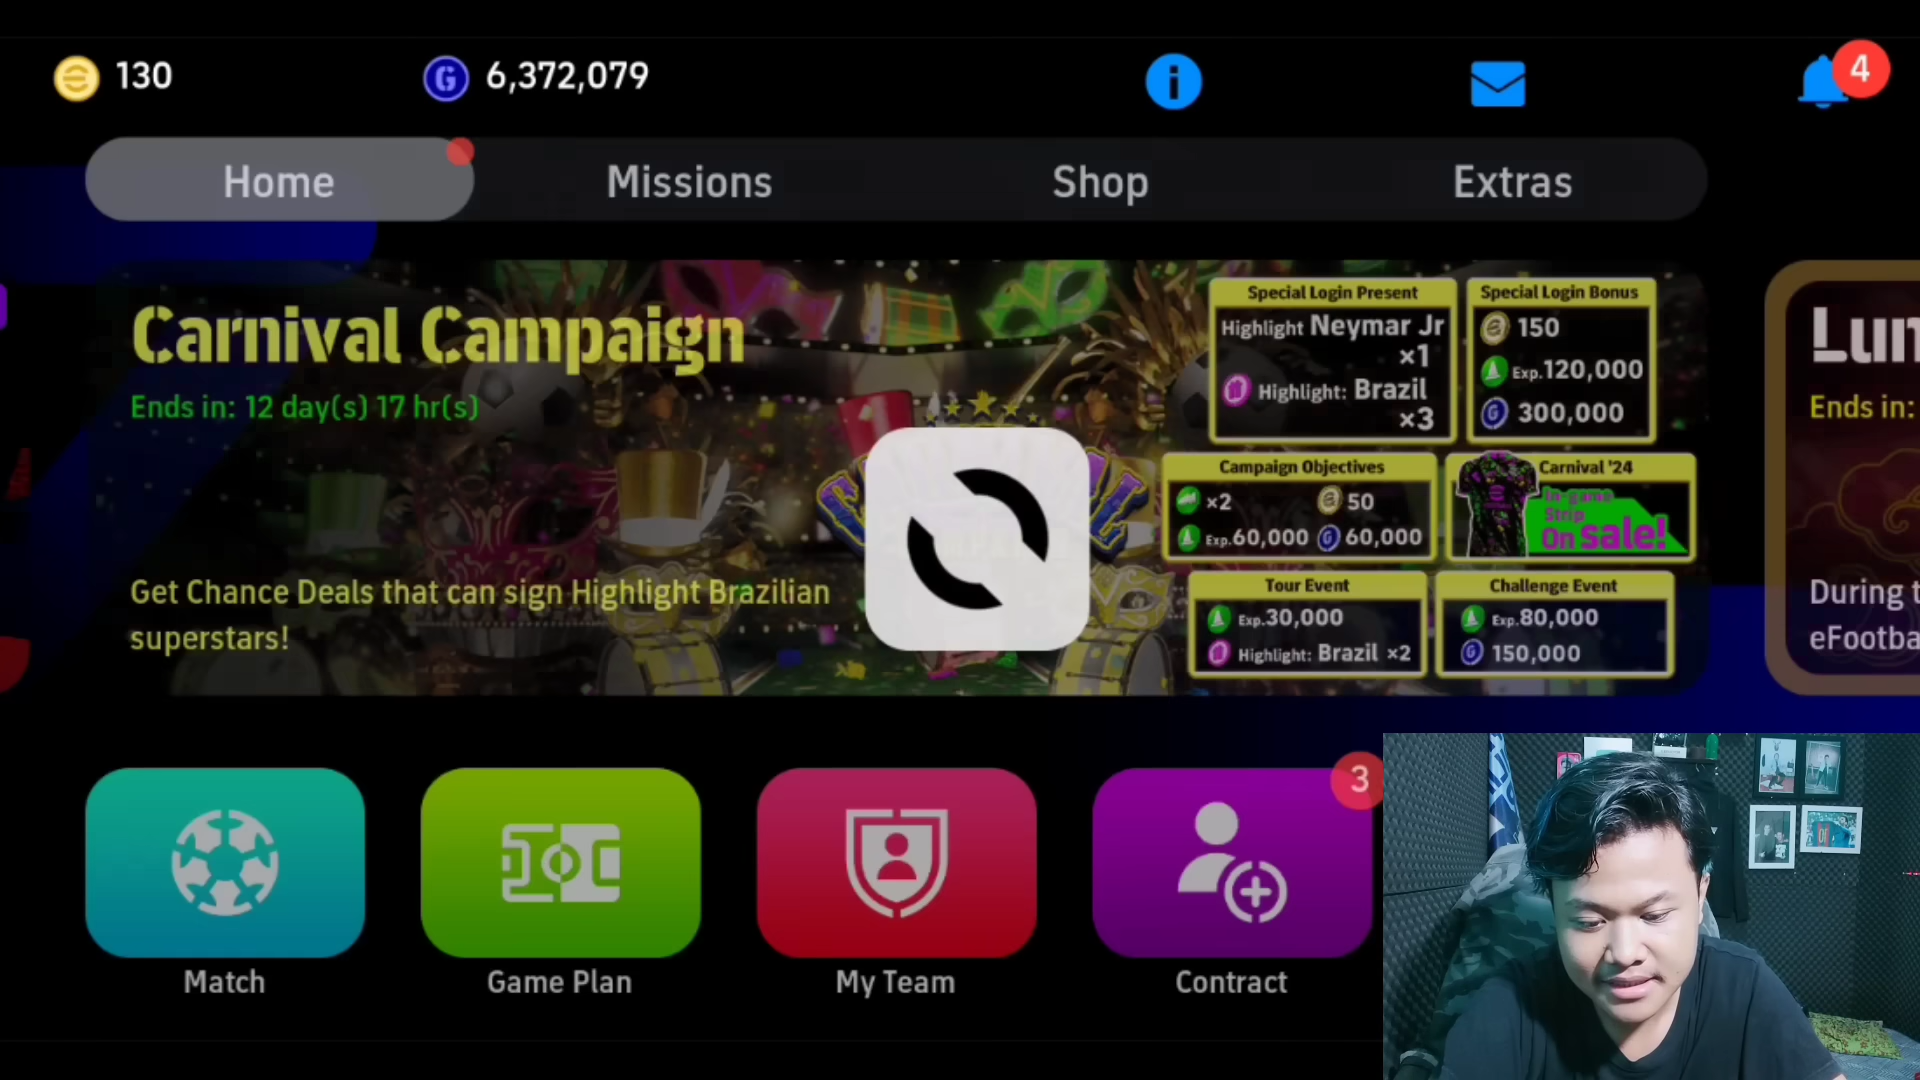 130
6,372,079
4
Home
Missions
Shop
Extras
Carnival Campaign
Ends in: 12 day(s) 17 hr(s)
Get Chance Deals that can sign Highlight Brazilian
superstars!
Special Login Present
Highlight Neymar Jr
×1
Highlight: Brazil
×3
Special Login Bonus
150
Exp.120,000
300,000
Campaign Objectives
×2
50
Exp.60,000
60,000
Carnival '24
In-game
Strip
On sale!
Tour Event
Exp.30,000
Highlight: Brazil ×2
Challenge Event
Exp.80,000
150,000
Lun
Ends in:
During t
eFootba
Match
Game Plan
My Team
3
Contract